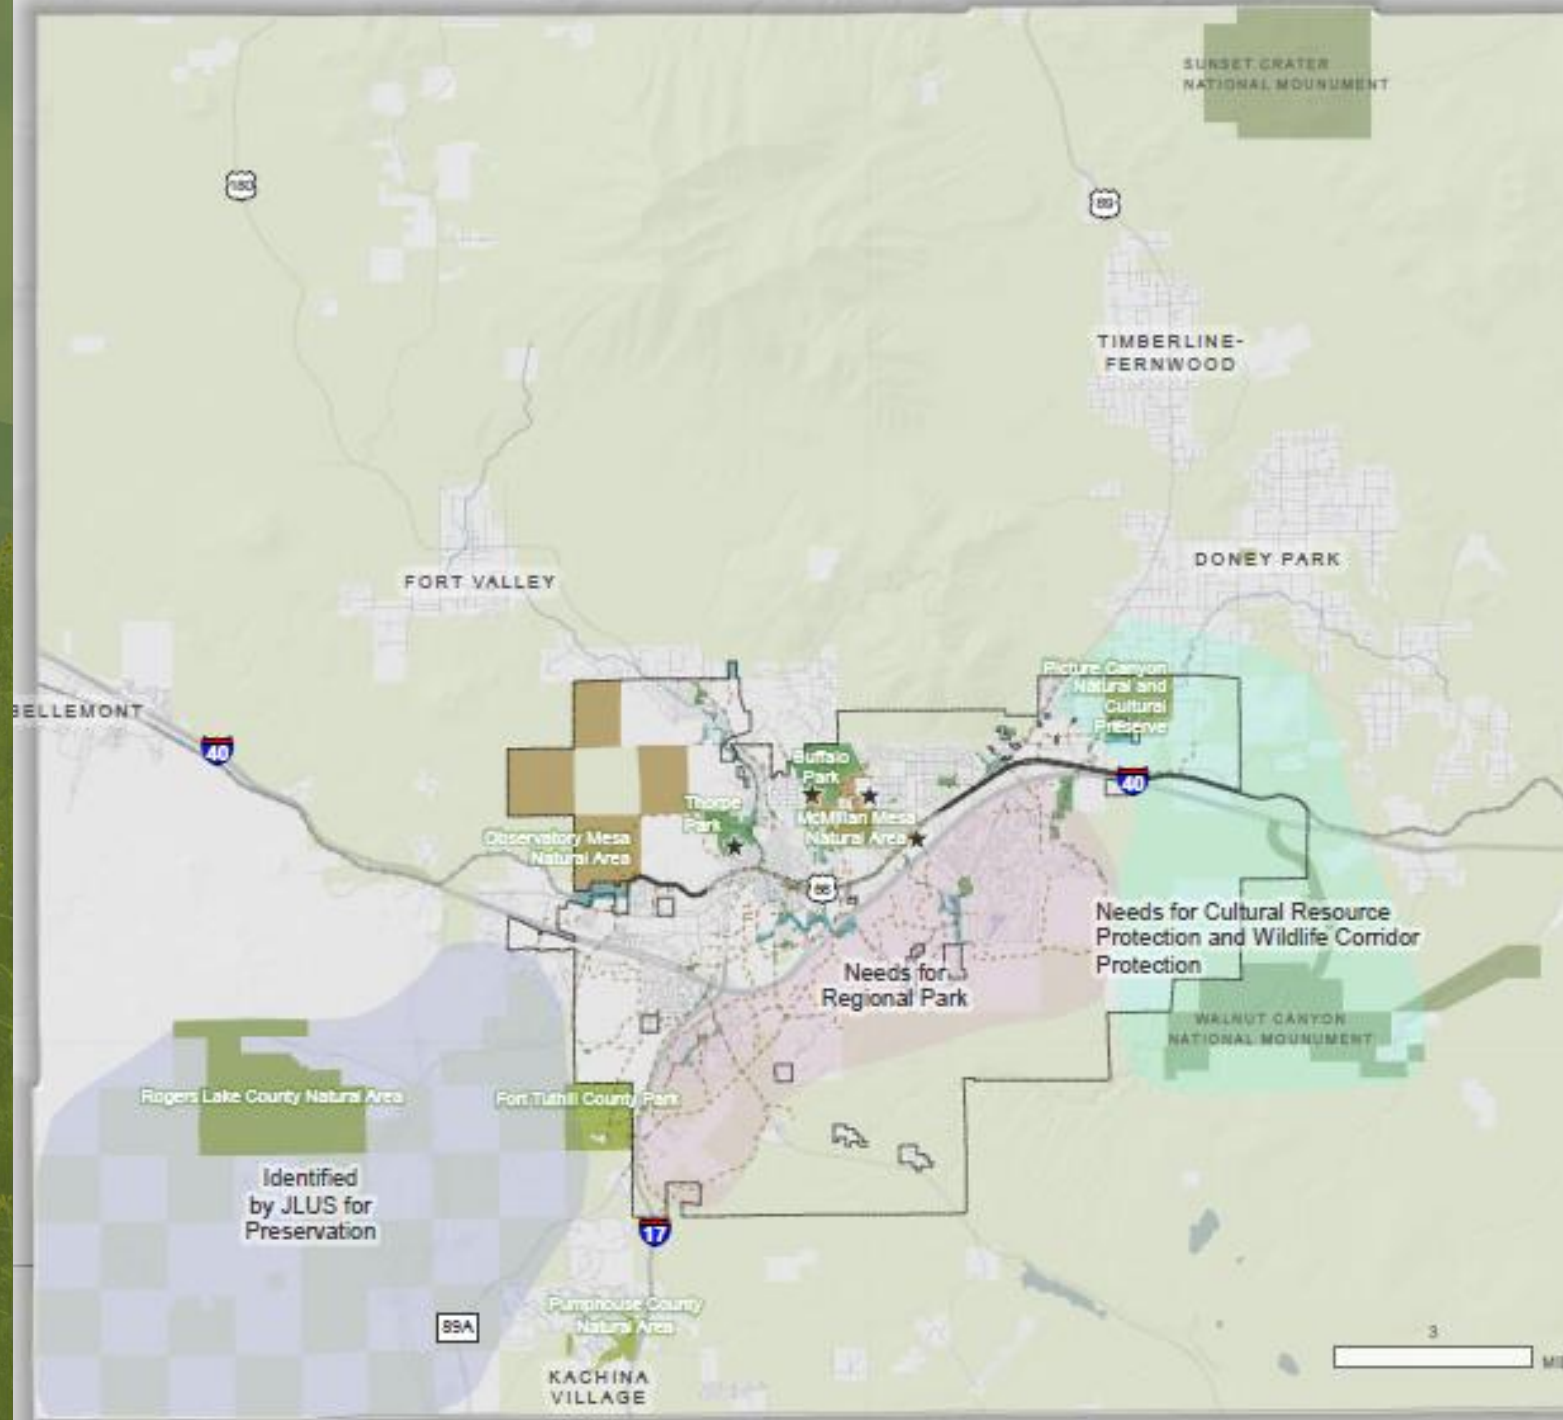 SUNSET CRATER
NATIONAL MOUNUMENT
180
89
TIMBERLINE-
FERNWOOD
DONEY PARK
FORT VALLEY
Picture Canyon
Natural and
Cultural
Preserve
BELLEMONT
40
Buffalo
Park
40
Thorpe
Park
McMillan Mesa
Natural Area
Observatory Mesa
Natural Area
66
Needs for Cultural Resource
Protection and Wildlife Corridor
Protection
Needs for
Regional Park
WALNUT CANYON
NATIONAL MOUNUMENT
Rogers Lake County Natural Area
Fort Tuthill County Park
Identified
by JLUS for
Preservation
17
Pumphouse County
Natural Area
89A
3
KACHINA
VILLAGE